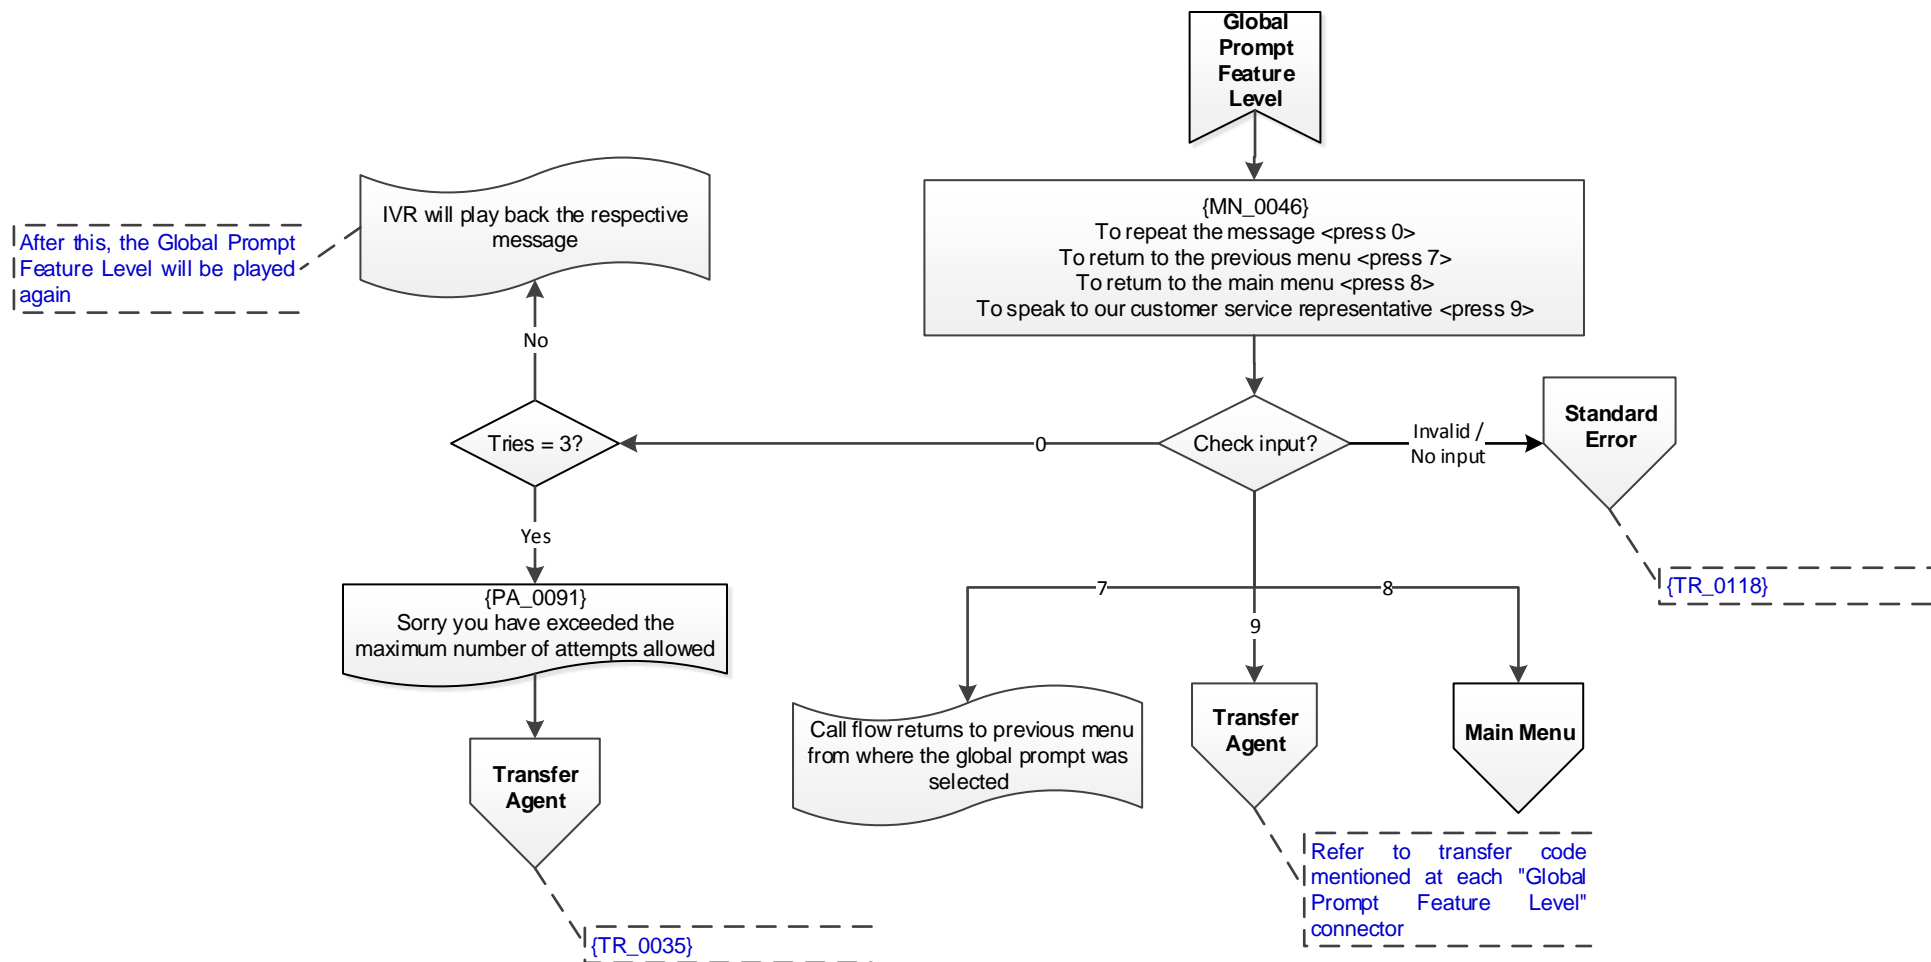 Global
Prompt
Feature
Level
{MN_0046}
To repeat the message <press 0>
To return to the previous menu <press 7>
To return to the main menu <press 8>
To speak to our customer service representative <press 9>
IVR will play back the respective
message
After this, the Global Prompt
Feature Level will be played
again
No
Tries = 3?
0
Check input?
Invalid /
No input
Standard
Error
{TR_0118}
Yes
{PA_0091}
Sorry you have exceeded the
maximum number of attempts allowed
Transfer
Agent
{TR_0035}
7
8
9
Call flow returns to previous menu
from where the global prompt was
selected
Transfer
Agent
Main Menu
Refer to transfer code
mentioned at each "Global
Prompt Feature Level"
connector